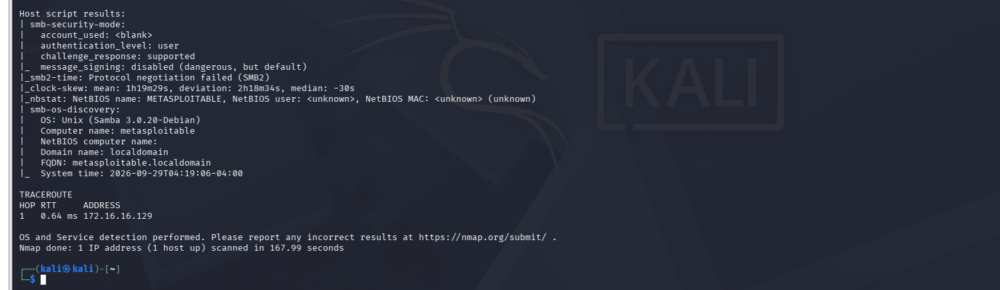 Host script results:
| smb-security-mode:
|   account_used: <blank>
|   authentication_level: user
|   challenge_response: supported
|_  message_signing: disabled (dangerous, but default)
|_smb2-time: Protocol negotiation failed (SMB2)
|_clock-skew: mean: 1h19m29s, deviation: 2h18m34s, median: -30s
|_nbstat: NetBIOS name: METASPLOITABLE, NetBIOS user: <unknown>, NetBIOS MAC: <unknown> (unknown)
| smb-os-discovery:
|   OS: Unix (Samba 3.0.20-Debian)
|   Computer name: metasploitable
|   NetBIOS computer name:
|   Domain name: localdomain
|   FQDN: metasploitable.localdomain
|_  System time: 2026-09-29T04:19:06-04:00
TRACEROUTE
HOP RTT     ADDRESS
1   0.64 ms 172.16.16.129
OS and Service detection performed. Please report any incorrect results at https://nmap.org/submit/ .
Nmap done: 1 IP address (1 host up) scanned in 167.99 seconds
┌──(kali㉿kali)-[~]
└─$
KALI